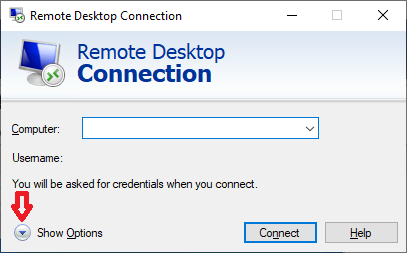 Remote Desktop Connection
Remote Desktop
Connection
Computer:
Username:
You will be asked for credentials when you connect.
Show Options
Connect
Help